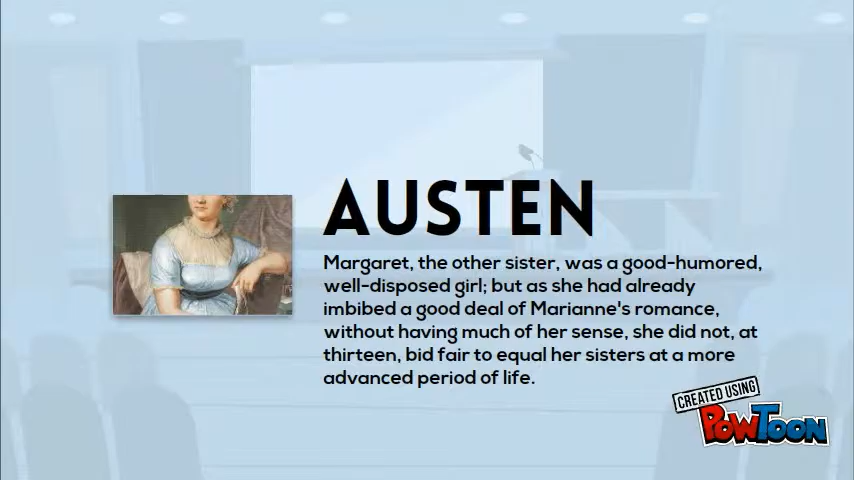 AUSTEN
Margaret, the other sister, was a good-humored,
well-disposed girl; but as she had already
imbibed a good deal of Marianne's romance,
without having much of her sense, she did not, at
thirteen, bid fair to equal her sisters at a more
advanced period of life.
CREATED USING
POWTOON